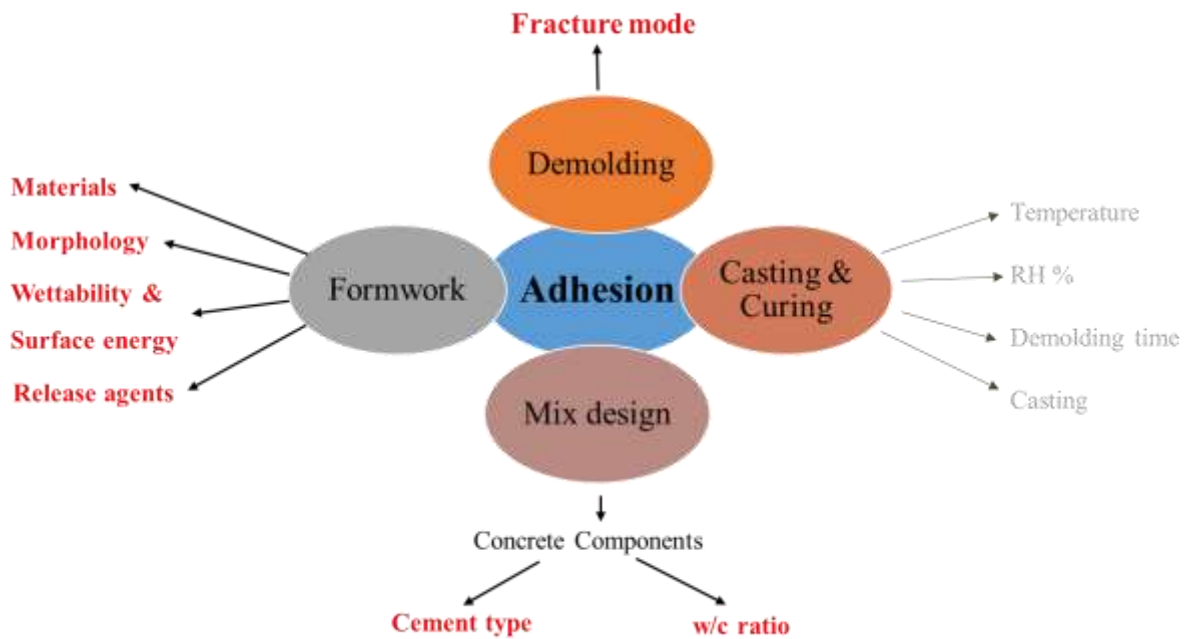 Fracture mode
Demolding
Materials
Morphology
Wettability &
Surface energy
Release agents
Formwork
Adhesion
Casting &
Curing
Temperature
RH %
Demolding time
Casting
Mix design
Concrete Components
Cement type
w/c ratio